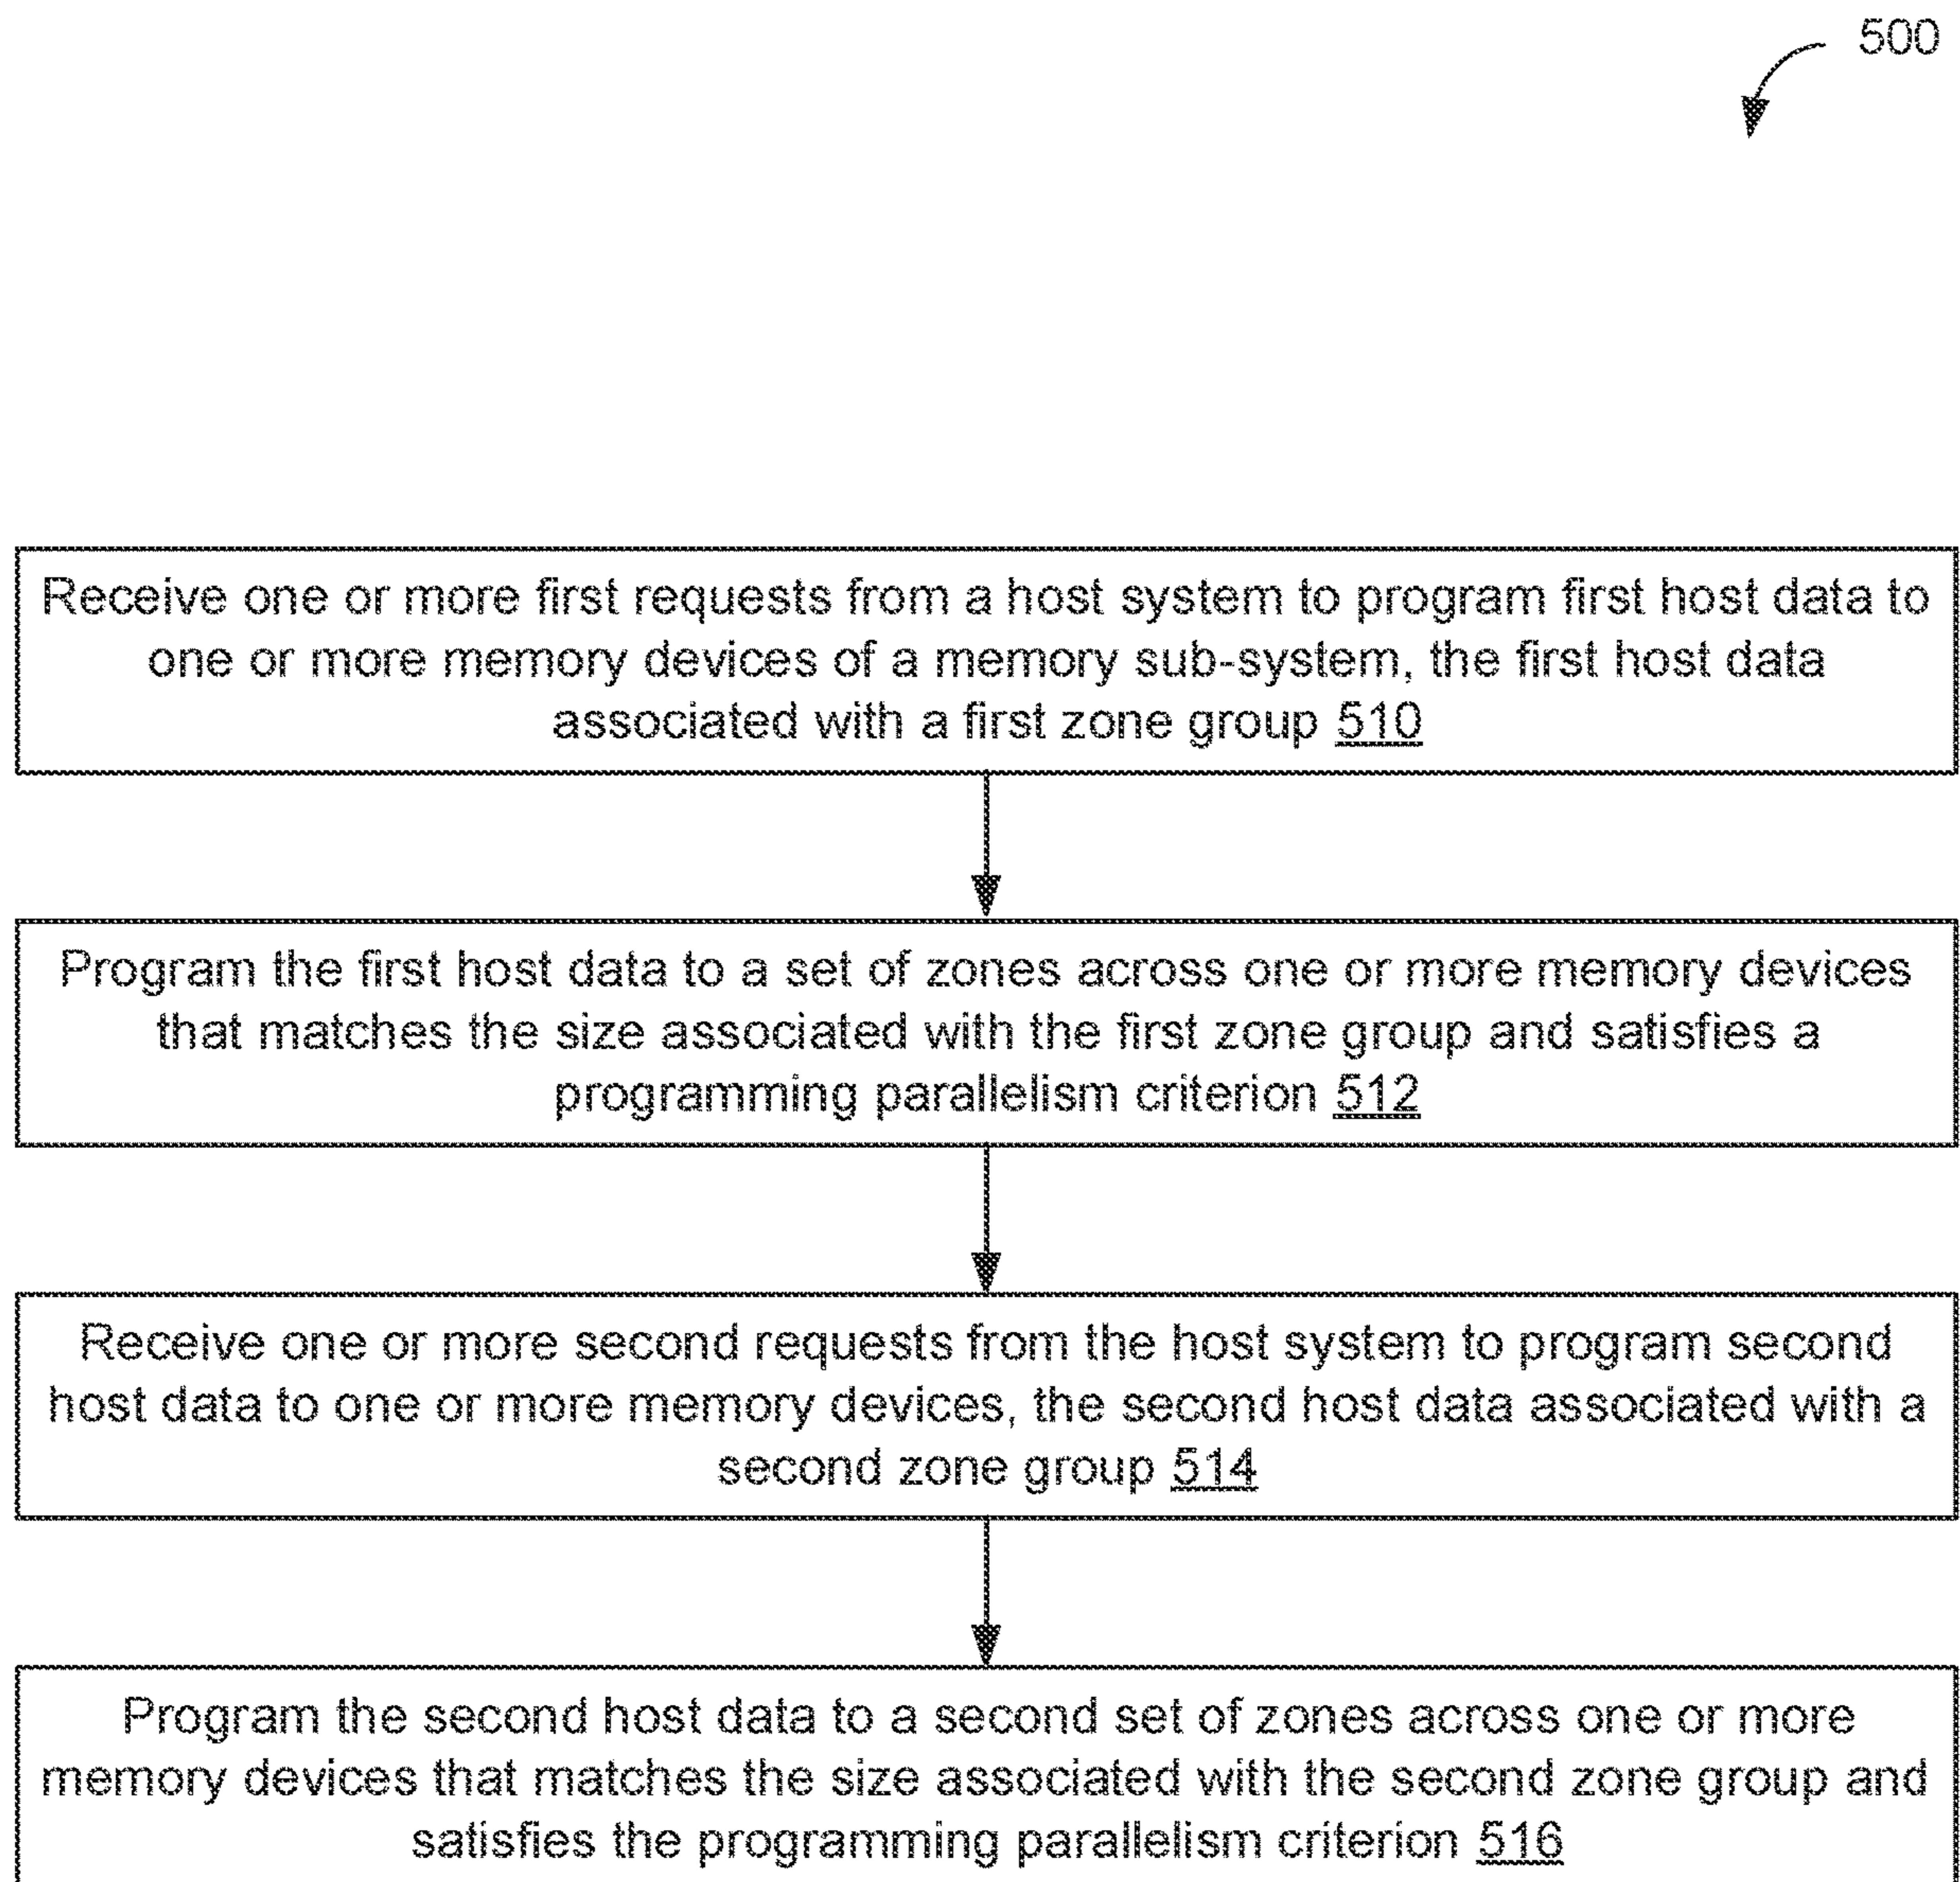 500
Receive one or more first requests from a host system to program first host data to
one or more memory devices of a memory sub-system, the first host data
associated with a first zone group 510
Program the first host data to a set of zones across one or more memory devices
that matches the size associated with the first zone group and satisfies a
programming parallelism criterion 512
Receive one or more second requests from the host system to program second
host data to one or more memory devices, the second host data associated with a
second zone group 514
Program the second host data to a second set of zones across one or more
memory devices that matches the size associated with the second zone group and
satisfies the programming parallelism criterion 516